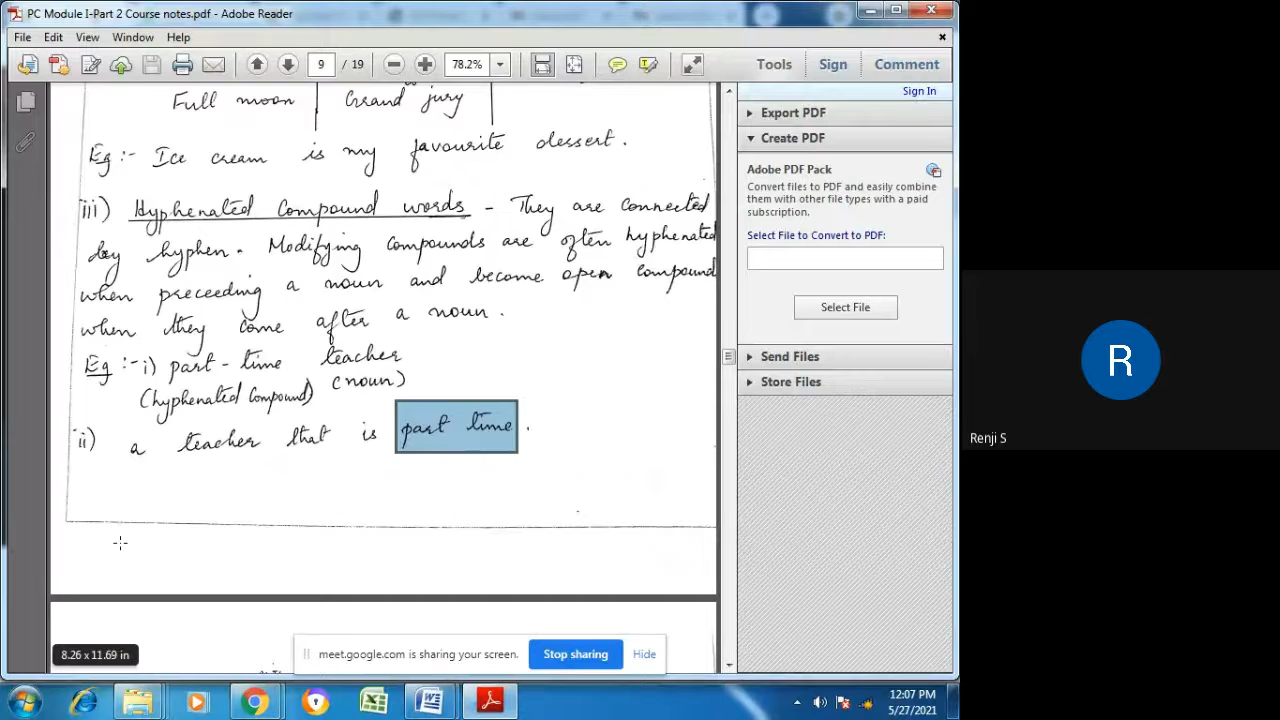 PC Module I-Part 2 Course notes.pdf - Adobe Reader
File Edit View Window Help
9 / 19 78.2% Tools Sign Comment
Sign In
Export PDF
Create PDF
Adobe PDF Pack
Convert files to PDF and easily combine
them with other file types with a paid
subscription.
Select File to Convert to PDF:
Select File
Send Files
Store Files
Full moon Grand jury
Eg :- Ice cream is my favourite dessert.
iii) Hyphenated Compound words - They are connected
by hyphen. Modifying compounds are often hyphenated
when preceeding a noun and become open compound
when they come after a noun.
Eg :- i) part-time teacher
(hyphenated Compound) (noun)
ii) a teacher that is part time.
8.26 x 11.69 in
meet.google.com is sharing your screen. Stop sharing Hide
R
Renji S
12:07 PM
5/27/2021